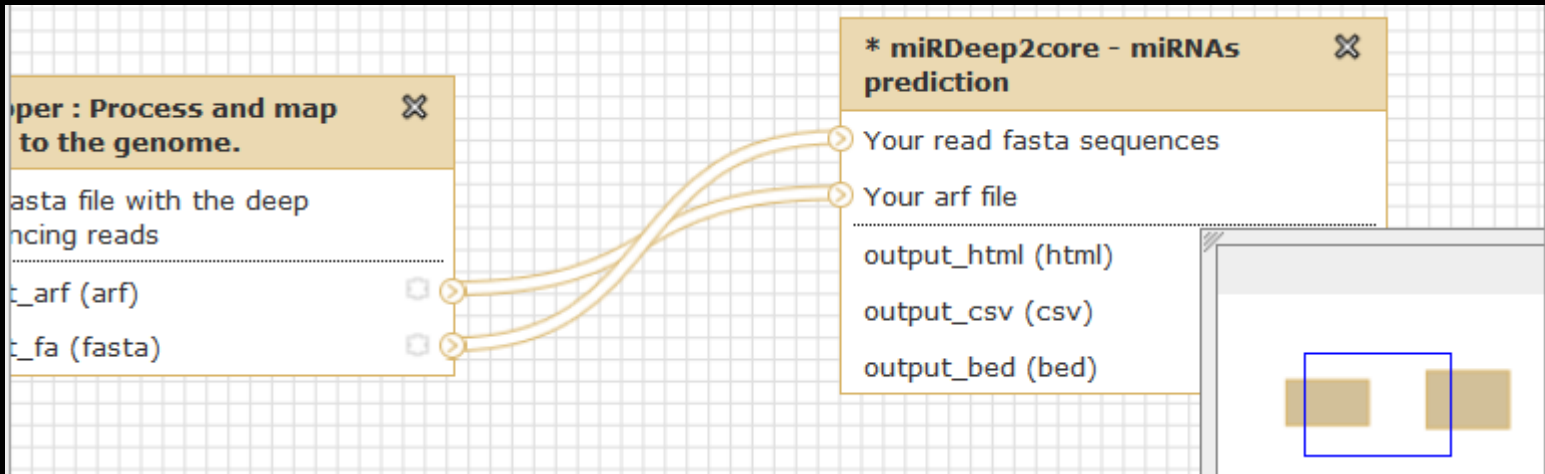 pper : Process and map
to the genome.
asta file with the deep
ncing reads
t_arf (arf)
t_fa (fasta)
* miRDeep2core - miRNAs
prediction
Your read fasta sequences
Your arf file
output_html (html)
output_csv (csv)
output_bed (bed)